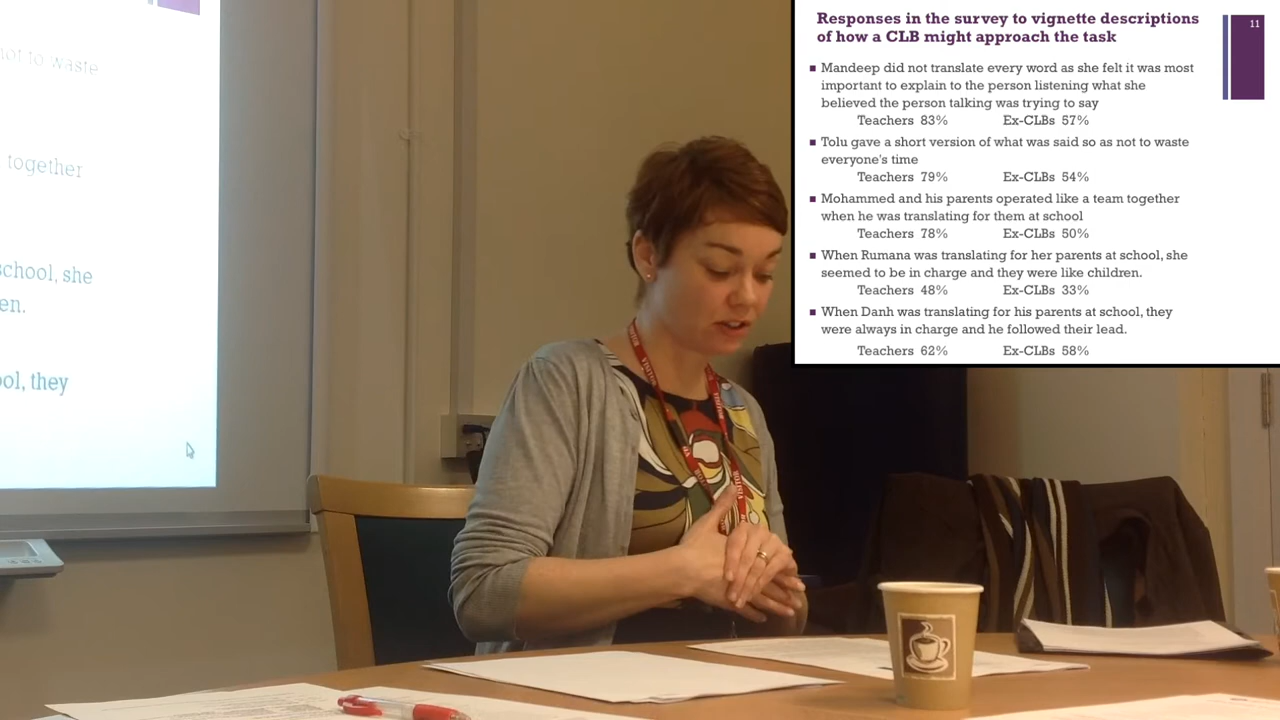 not to waste
together
school, she
en.
ool, they
Responses in the survey to vignette descriptions
of how a CLB might approach the task
11
▪ Mandeep did not translate every word as she felt it was most
important to explain to the person listening what she
believed the person talking was trying to say
Teachers 83% Ex-CLBs 57%
▪ Tolu gave a short version of what was said so as not to waste
everyone's time
Teachers 79% Ex-CLBs 54%
▪ Mohammed and his parents operated like a team together
when he was translating for them at school
Teachers 78% Ex-CLBs 50%
▪ When Rumana was translating for her parents at school, she
seemed to be in charge and they were like children.
Teachers 48% Ex-CLBs 33%
▪ When Danh was translating for his parents at school, they
were always in charge and he followed their lead.
Teachers 62% Ex-CLBs 58%
VISITOR
VISITOR